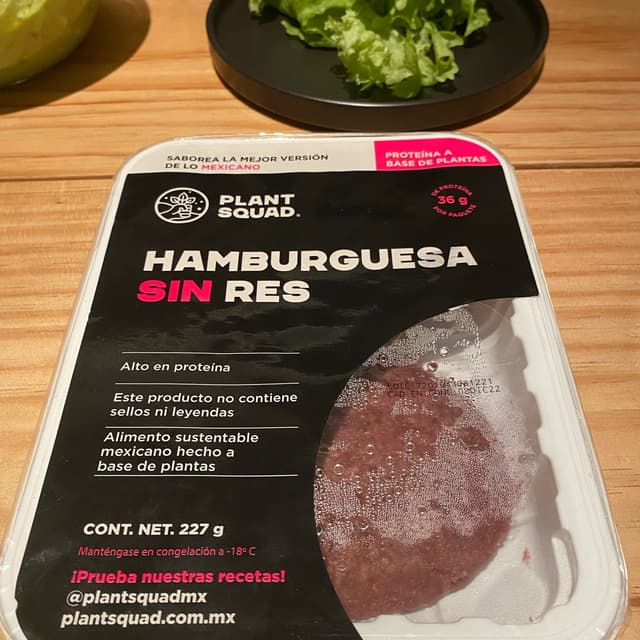 SABOREA LA MEJOR VERSIÓN
DE LO MEXICANO
PROTEÍNA A
BASE DE PLANTAS
PLANT
SQUAD.
DE PROTEÍNA
36 g
POR PAQUETE
HAMBURGUESA
SIN RES
Alto en proteína
Este producto no contiene
sellos ni leyendas
Alimento sustentable
mexicano hecho a
base de plantas
CONT. NET. 227 g
Manténgase en congelación a -18º C
¡Prueba nuestras recetas!
@plantsquadmx
plantsquad.com.mx